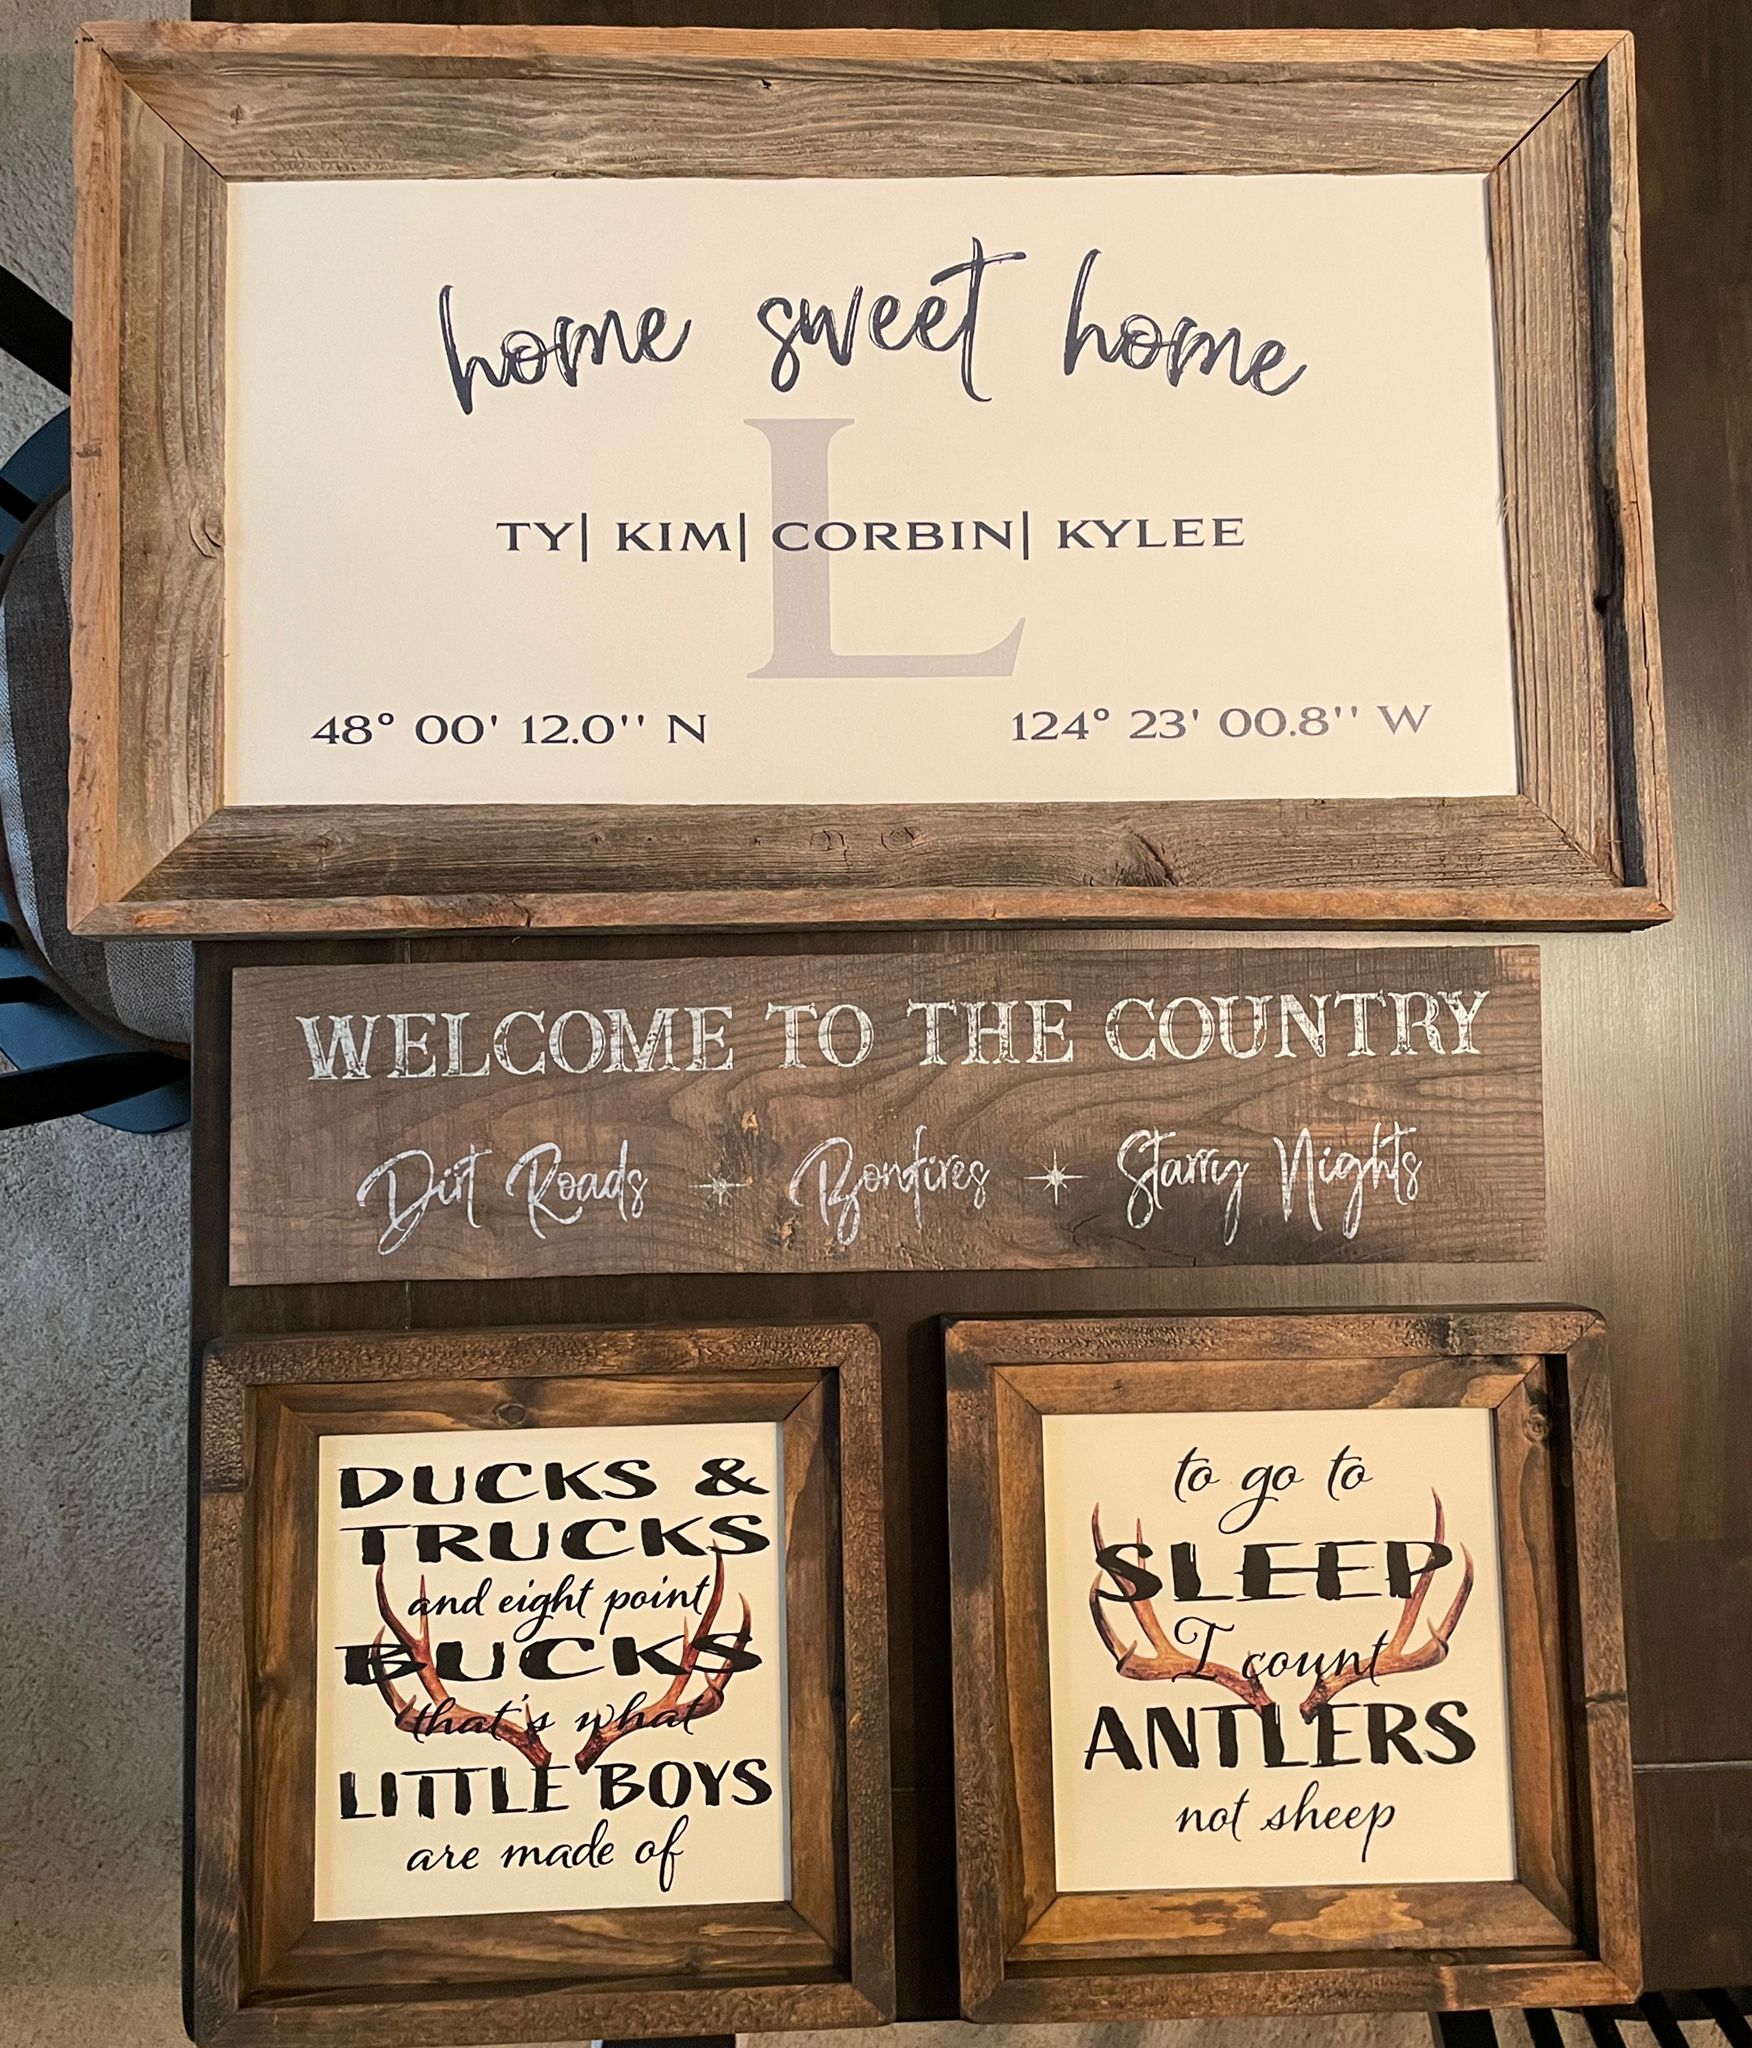 home sweet home
L
TY| KIM| CORBIN| KYLEE
48° 00' 12.0'' N 124° 23' 00.8'' W
WELCOME TO THE COUNTRY
Dirt Roads Bonfires Starry Nights
DUCKS &
TRUCKS
and eight point
BUCKS
that's what
LITTLE BOYS
are made of
to go to
SLEEP
I count
ANTLERS
not sheep